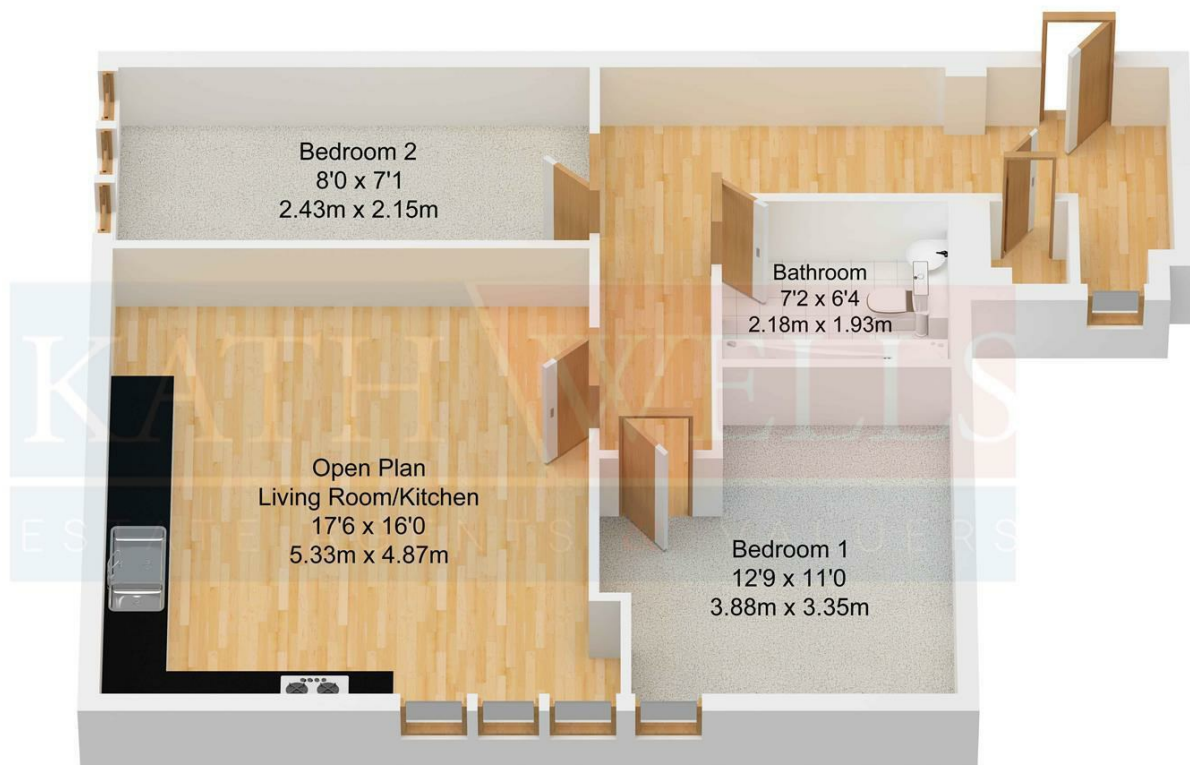 Bedroom 2
8'0 x 7'1
2.43m x 2.15m
Bathroom
7'2 x 6'4
2.18m x 1.93m
KATH WELLS
Open Plan
Living Room/Kitchen
17'6 x 16'0
5.33m x 4.87m
Bedroom 1
12'9 x 11'0
3.88m x 3.35m